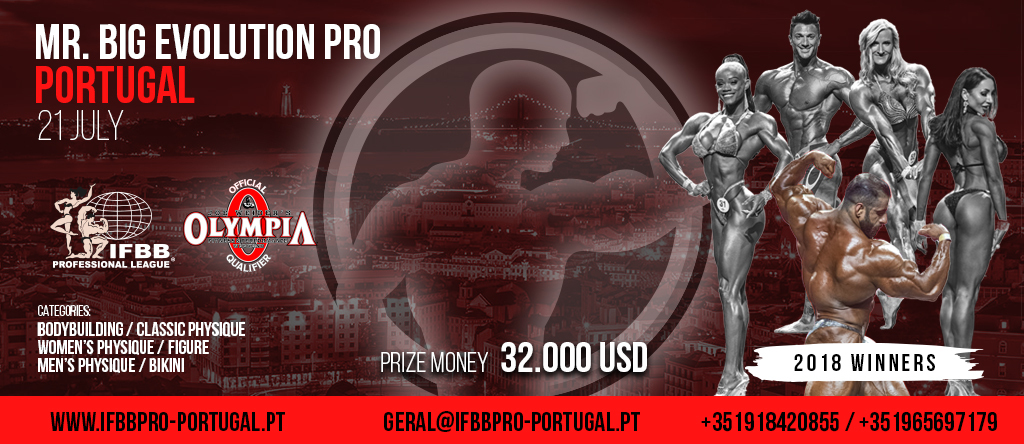 MR. BIG EVOLUTION PRO
PORTUGAL
21 JULY
IFBB
PROFESSIONAL LEAGUE®
OFFICIAL
OLYMPIA
QUALIFIER
CATEGORIES:
BODYBUILDING / CLASSIC PHYSIQUE
WOMEN'S PHYSIQUE / FIGURE
MEN'S PHYSIQUE / BIKINI
PRIZE MONEY 32.000 USD
31
2018 WINNERS
WWW.IFBBPRO-PORTUGAL.PT
GERAL@IFBBPRO-PORTUGAL.PT
+351918420855 / +351965697179